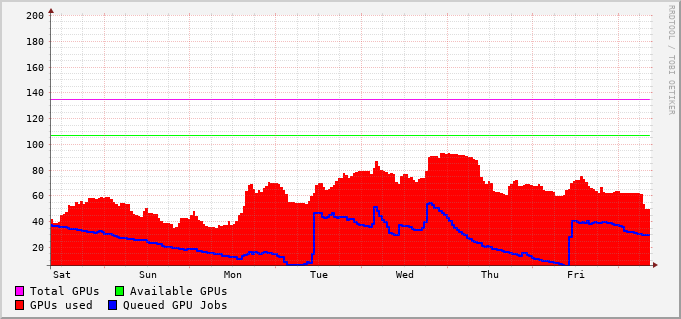 200
180
160
140
120
100
80
60
40
20
Sat Sun Mon Tue Wed Thu Fri
Total GPUs Available GPUs
GPUs used Queued GPU Jobs
RRDTOOL / TOBI OETIKER